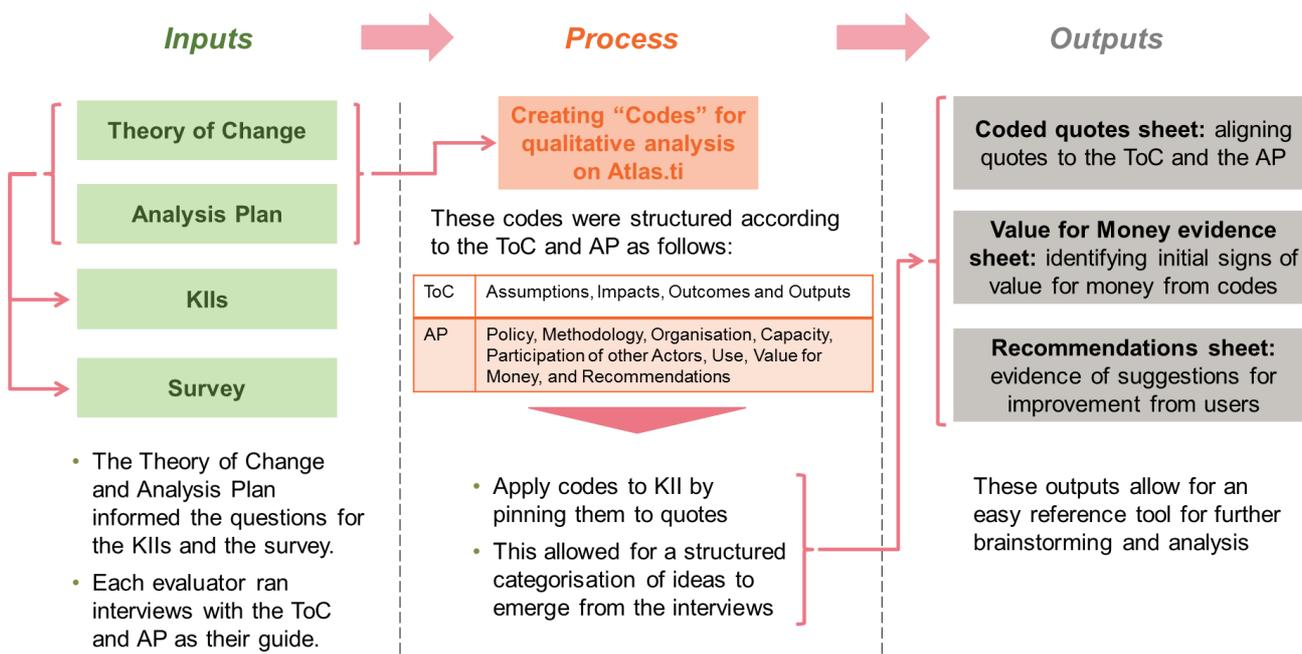 Inputs
Process
Outputs
Theory of Change
Analysis Plan
KIIs
Survey
• The Theory of Change
and Analysis Plan
informed the questions for
the KIIs and the survey.
• Each evaluator ran
interviews with the ToC
and AP as their guide.
Creating “Codes” for
qualitative analysis
on Atlas.ti
These codes were structured according
to the ToC and AP as follows:
ToC Assumptions, Impacts, Outcomes and Outputs
AP Policy, Methodology, Organisation, Capacity,
Participation of other Actors, Use, Value for
Money, and Recommendations
• Apply codes to KII by
pinning them to quotes
• This allowed for a structured
categorisation of ideas to
emerge from the interviews
Coded quotes sheet: aligning
quotes to the ToC and the AP
Value for Money evidence
sheet: identifying initial signs of
value for money from codes
Recommendations sheet:
evidence of suggestions for
improvement from users
These outputs allow for an
easy reference tool for further
brainstorming and analysis